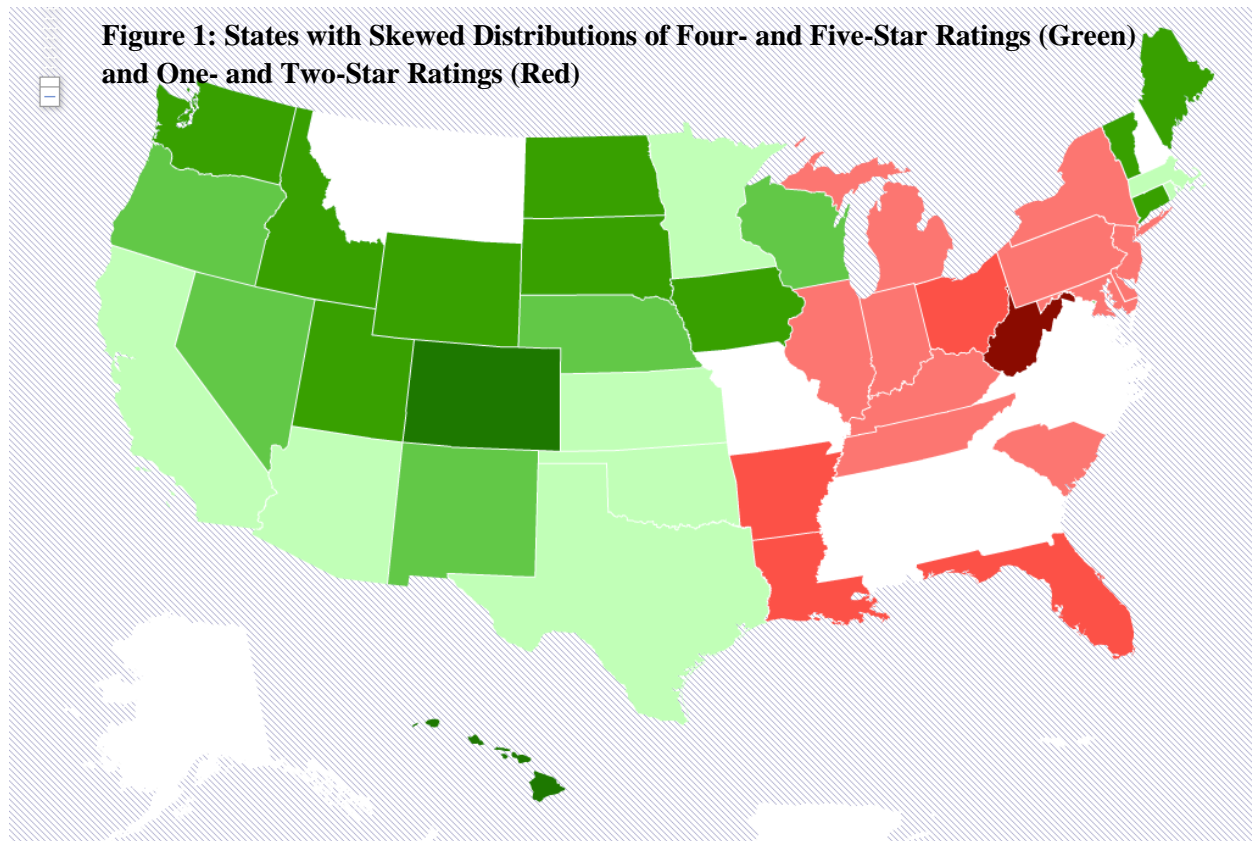 Figure 1: States with Skewed Distributions of Four- and Five-Star Ratings (Green)
and One- and Two-Star Ratings (Red)